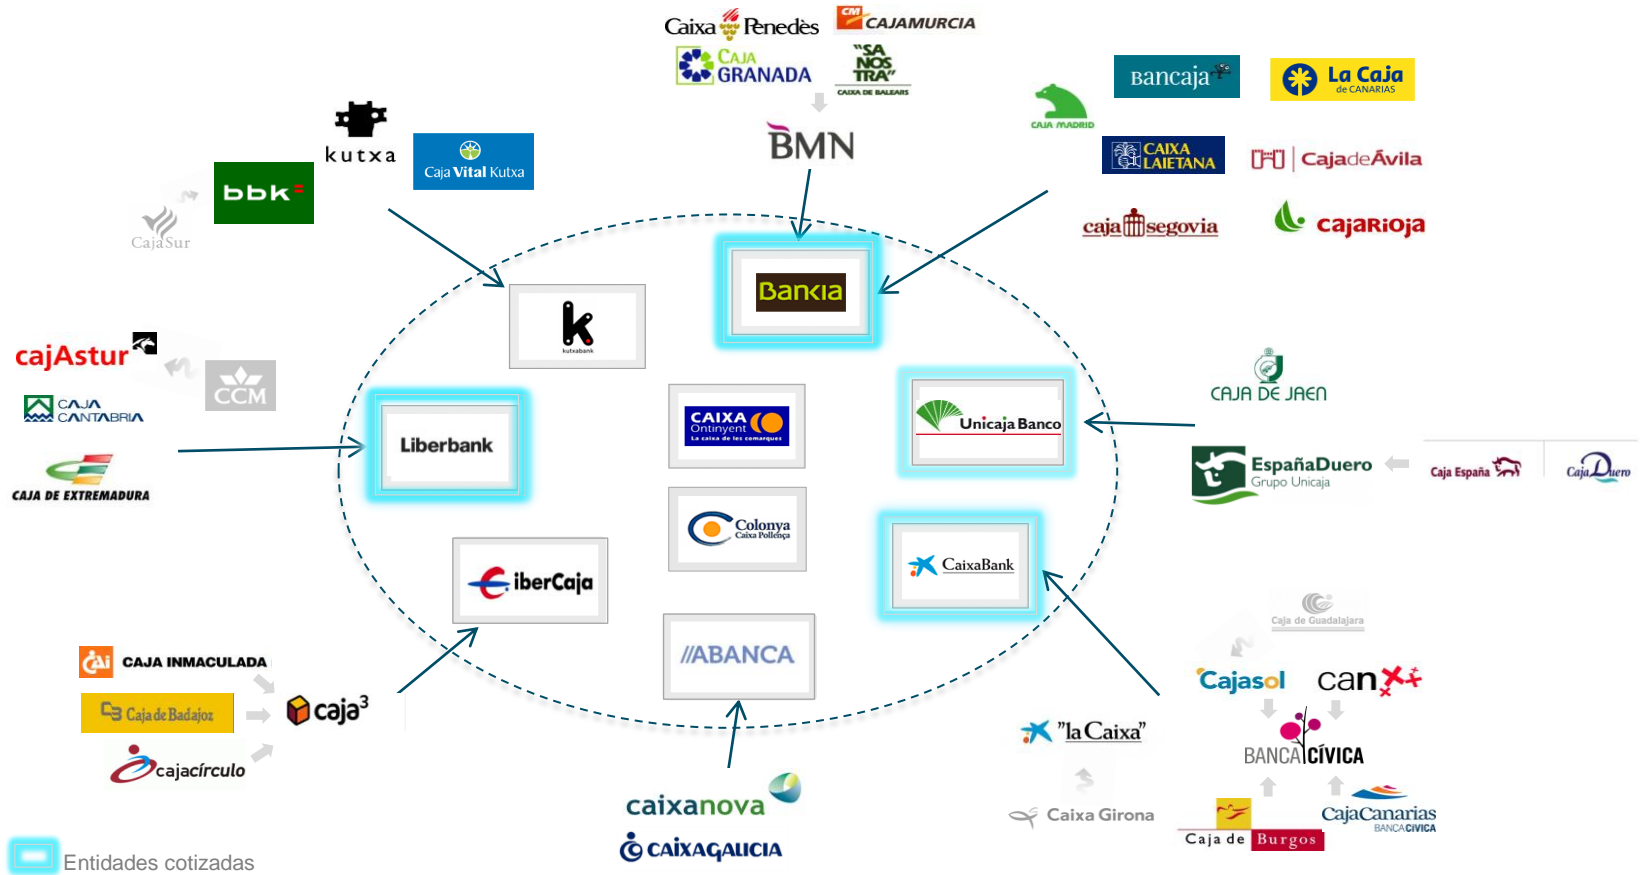 Caixa Penedès
CM CAJAMURCIA
CAJA
GRANADA
"SA
NOSTRA"
CAIXA DE BALEARS
BMN
CAJA MADRID
Bancaja
La Caja
de CANARIAS
CAIXA
LAIETANA
CajadeÁvila
caja segovia
cajaRioja
kutxa
Caja Vital Kutxa
bbk
CajaSur
k
kutxabank
Bankia
cajAstur
CCM
CAJA
CANTABRIA
CAJA DE EXTREMADURA
Liberbank
CAIXA
Ontinyent
La caixa de les comarques
Unicaja Banco
CAJA DE JAEN
EspañaDuero
Grupo Unicaja
Caja España
Caja Duero
Colonya
Caixa Pollença
CaixaBank
iberCaja
//ABANCA
CAi CAJA INMACULADA
CB Caja de Badajoz
cajacírculo
caja3
caixanova
CAIXAGALICIA
"la Caixa"
Caixa Girona
Caja de Guadalajara
Cajasol
can
BANCA CÍVICA
Caja de Burgos
CajaCanarias
BANCA CIVICA
Entidades cotizadas